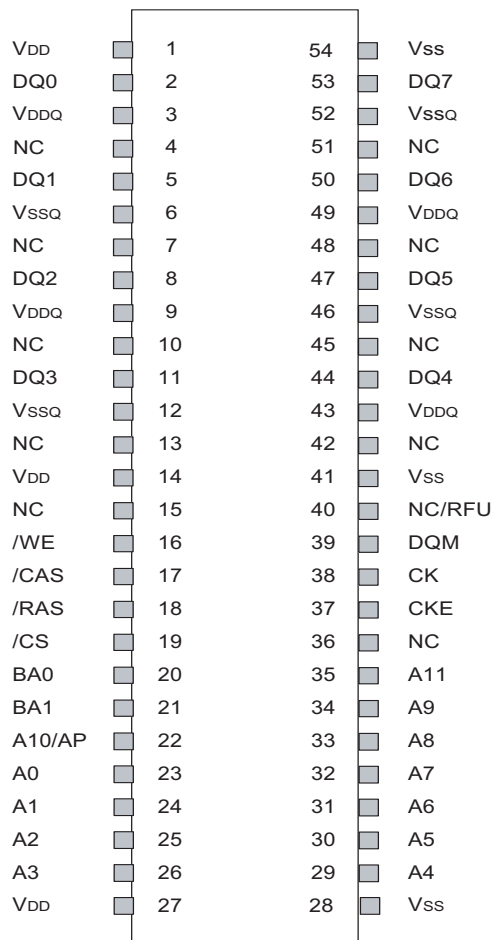 VDD 1 54 Vss
DQ0 2 53 DQ7
VDDQ 3 52 VssQ
NC 4 51 NC
DQ1 5 50 DQ6
VSSQ 6 49 VDDQ
NC 7 48 NC
DQ2 8 47 DQ5
VDDQ 9 46 VSSQ
NC 10 45 NC
DQ3 11 44 DQ4
VSSQ 12 43 VDDQ
NC 13 42 NC
VDD 14 41 VSS
NC 15 40 NC/RFU
/WE 16 39 DQM
/CAS 17 38 CK
/RAS 18 37 CKE
/CS 19 36 NC
BA0 20 35 A11
BA1 21 34 A9
A10/AP 22 33 A8
A0 23 32 A7
A1 24 31 A6
A2 25 30 A5
A3 26 29 A4
VDD 27 28 VSS